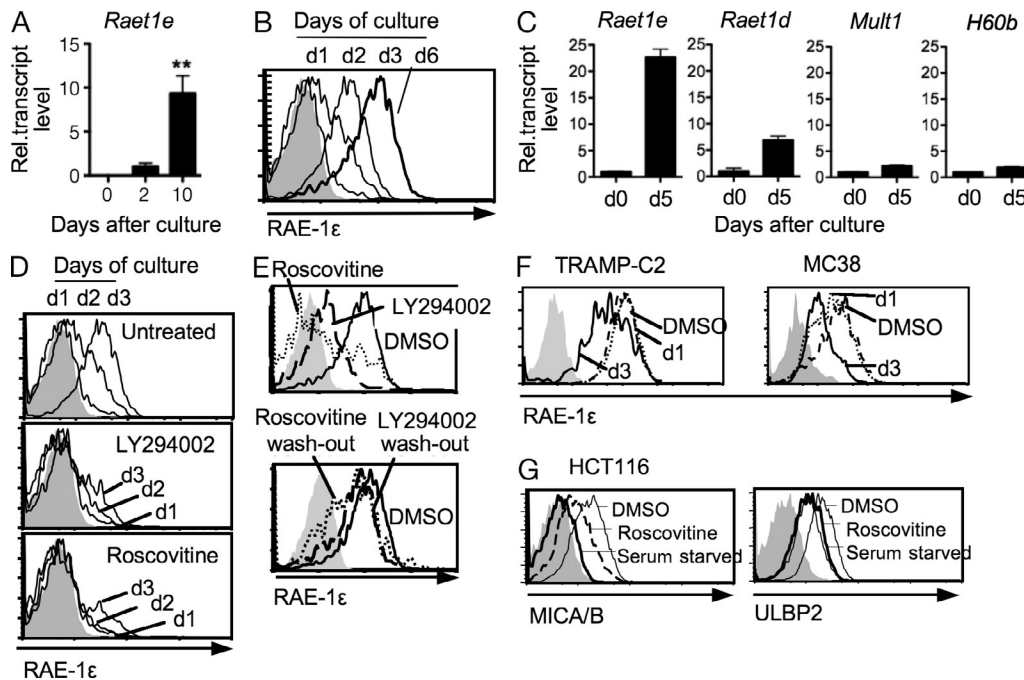 A
Raet1e
Rel.transcript
level
15
10
5
0
**
0 2 10
Days after culture
B
Days of culture
d1 d2 d3 d6
RAE-1ε
C
Raet1e Raet1d Mult1 H60b
Rel.transcript
level
25 25 25 25
20 20 20 20
15 15 15 15
10 10 10 10
5 5 5 5
0 0 0 0
d0 d5 d0 d5 d0 d5 d0 d5
Days after culture
D
Days of culture
d1 d2 d3
Untreated
LY294002
d3
d2
d1
Roscovitine
d3
d2
d1
RAE-1ε
E
Roscovitine
LY294002
DMSO
Roscovitine LY294002
wash-out wash-out
DMSO
RAE-1ε
F
TRAMP-C2 MC38
DMSO
d1
d3
d1
DMSO
d3
RAE-1ε
G
HCT116
DMSO
Roscovitine
Serum starved
MICA/B
DMSO
Roscovitine
Serum starved
ULBP2